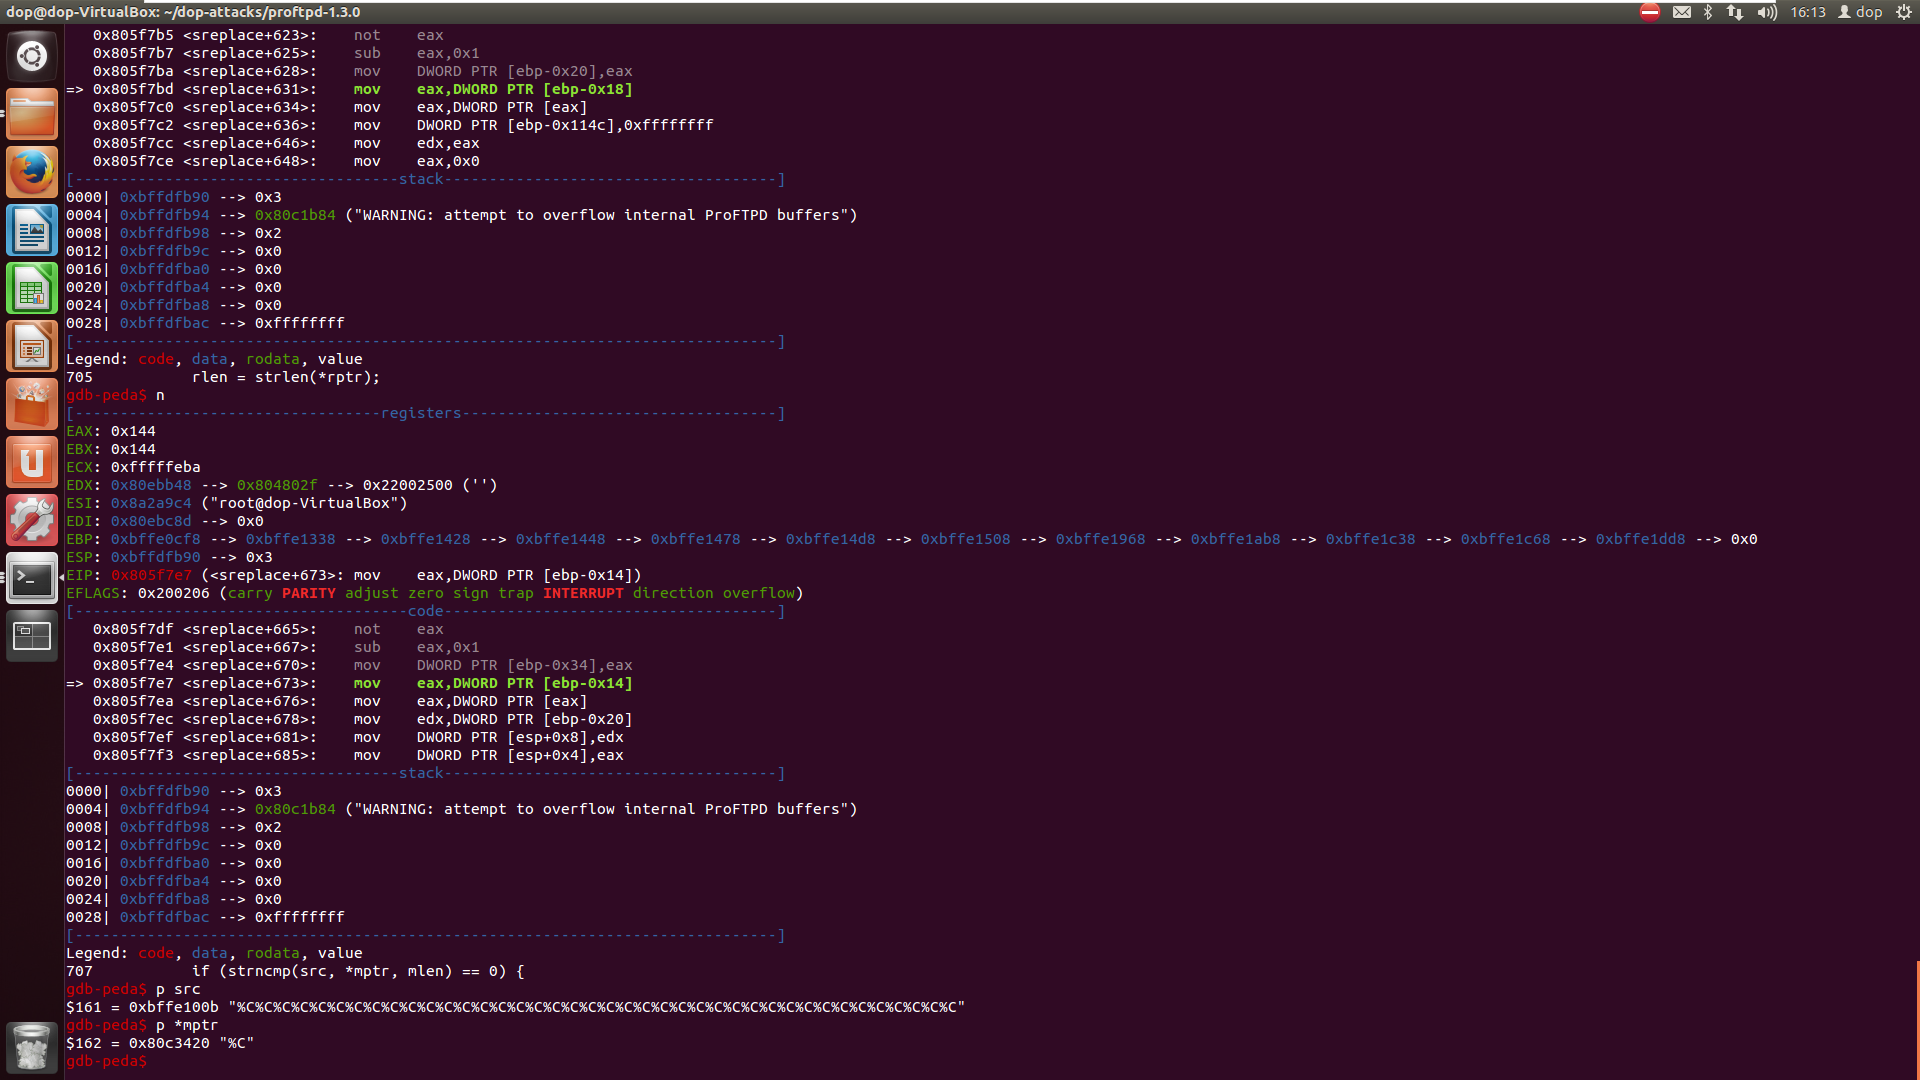 dop@dop-VirtualBox: ~/dop-attacks/proftpd-1.3.0 16:13 dop
0x805f7b5 <sreplace+623>: not eax
0x805f7b7 <sreplace+625>: sub eax,0x1
0x805f7ba <sreplace+628>: mov DWORD PTR [ebp-0x20],eax
=> 0x805f7bd <sreplace+631>: mov eax,DWORD PTR [ebp-0x18]
0x805f7c0 <sreplace+634>: mov eax,DWORD PTR [eax]
0x805f7c2 <sreplace+636>: mov DWORD PTR [ebp-0x114c],0xffffffff
0x805f7cc <sreplace+646>: mov edx,eax
0x805f7ce <sreplace+648>: mov eax,0x0
[------------------------------------stack-------------------------------------]
0000| 0xbffdfb90 --> 0x3
0004| 0xbffdfb94 --> 0x80c1b84 ("WARNING: attempt to overflow internal ProFTPD buffers")
0008| 0xbffdfb98 --> 0x2
0012| 0xbffdfb9c --> 0x0
0016| 0xbffdfba0 --> 0x0
0020| 0xbffdfba4 --> 0x0
0024| 0xbffdfba8 --> 0x0
0028| 0xbffdfbac --> 0xffffffff
[------------------------------------------------------------------------------]
Legend: code, data, rodata, value
705 rlen = strlen(*rptr);
gdb-peda$ n
[----------------------------------registers-----------------------------------]
EAX: 0x144
EBX: 0x144
ECX: 0xfffffeba
EDX: 0x80ebb48 --> 0x804802f --> 0x22002500 ('')
ESI: 0x8a2a9c4 ("root@dop-VirtualBox")
EDI: 0x80ebc8d --> 0x0
EBP: 0xbffe0cf8 --> 0xbffe1338 --> 0xbffe1428 --> 0xbffe1448 --> 0xbffe1478 --> 0xbffe14d8 --> 0xbffe1508 --> 0xbffe1968 --> 0xbffe1ab8 --> 0xbffe1c38 --> 0xbffe1c68 --> 0xbffe1dd8 --> 0x0
ESP: 0xbffdfb90 --> 0x3
EIP: 0x805f7e7 (<sreplace+673>: mov eax,DWORD PTR [ebp-0x14])
EFLAGS: 0x200206 (carry PARITY adjust zero sign trap INTERRUPT direction overflow)
[-------------------------------------code-------------------------------------]
0x805f7df <sreplace+665>: not eax
0x805f7e1 <sreplace+667>: sub eax,0x1
0x805f7e4 <sreplace+670>: mov DWORD PTR [ebp-0x34],eax
=> 0x805f7e7 <sreplace+673>: mov eax,DWORD PTR [ebp-0x14]
0x805f7ea <sreplace+676>: mov eax,DWORD PTR [eax]
0x805f7ec <sreplace+678>: mov edx,DWORD PTR [ebp-0x20]
0x805f7ef <sreplace+681>: mov DWORD PTR [esp+0x8],edx
0x805f7f3 <sreplace+685>: mov DWORD PTR [esp+0x4],eax
[------------------------------------stack-------------------------------------]
0000| 0xbffdfb90 --> 0x3
0004| 0xbffdfb94 --> 0x80c1b84 ("WARNING: attempt to overflow internal ProFTPD buffers")
0008| 0xbffdfb98 --> 0x2
0012| 0xbffdfb9c --> 0x0
0016| 0xbffdfba0 --> 0x0
0020| 0xbffdfba4 --> 0x0
0024| 0xbffdfba8 --> 0x0
0028| 0xbffdfbac --> 0xffffffff
[------------------------------------------------------------------------------]
Legend: code, data, rodata, value
707 if (strncmp(src, *mptr, mlen) == 0) {
gdb-peda$ p src
$161 = 0xbffe100b "%C%C%C%C%C%C%C%C%C%C%C%C%C%C%C%C%C%C%C%C%C%C%C%C%C%C%C%C%C%C%C%C%C%C%C%C%C%C%C%C"
gdb-peda$ p *mptr
$162 = 0x80c3420 "%C"
gdb-peda$